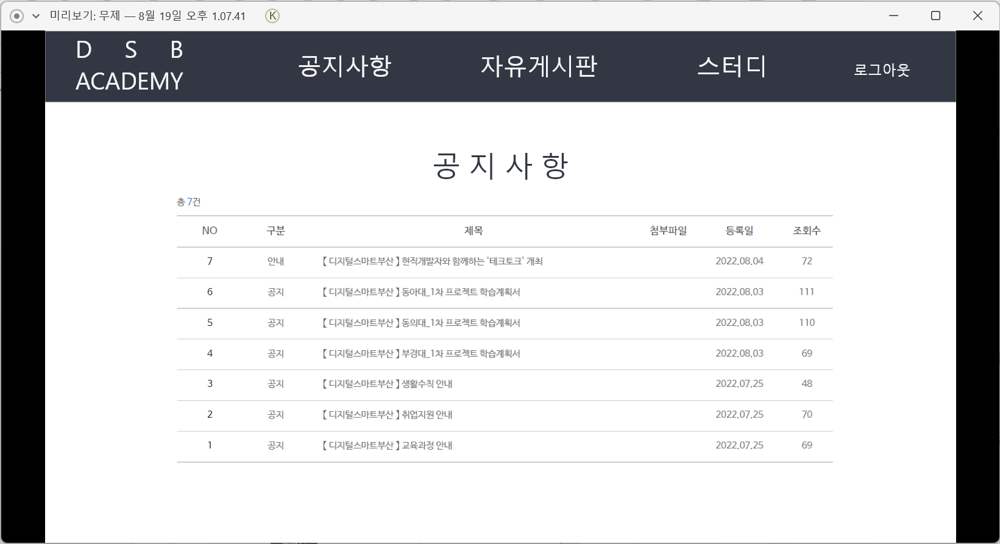 미리보기: 무제 — 8월 19일 오후 1.07.41 K
D S B
ACADEMY
공지사항 자유게시판 스터디 로그아웃
공 지 사 항
총 7건
NO 구분 제목 첨부파일 등록일 조회수
7 안내 【 디지털스마트부산 】 현직개발자와 함께하는 '테크토크' 개최 2022.08.04 72
6 공지 【 디지털스마트부산 】 동아대_1차 프로젝트 학습계획서 2022.08.03 111
5 공지 【 디지털스마트부산 】 동의대_1차 프로젝트 학습계획서 2022.08.03 110
4 공지 【 디지털스마트부산 】 부경대_1차 프로젝트 학습계획서 2022.08.03 69
3 공지 【 디지털스마트부산 】 생활수칙 안내 2022.07.25 48
2 공지 【 디지털스마트부산 】 취업지원 안내 2022.07.25 70
1 공지 【 디지털스마트부산 】 교육과정 안내 2022.07.25 69